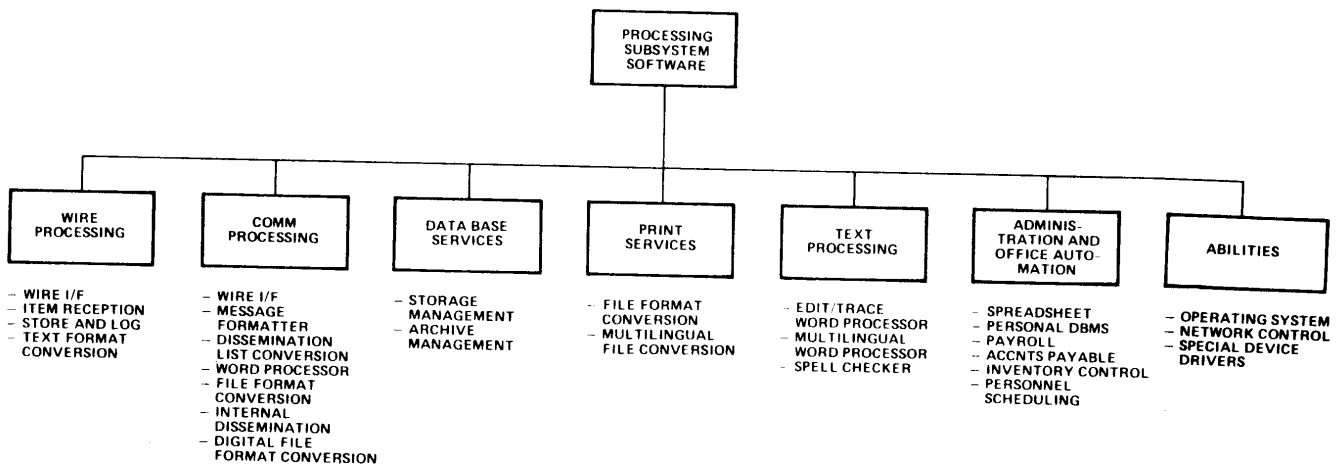 PROCESSING
SUBSYSTEM
SOFTWARE
WIRE
PROCESSING
– WIRE I/F
– ITEM RECEPTION
– STORE AND LOG
– TEXT FORMAT
CONVERSION
COMM
PROCESSING
– WIRE I/F
– MESSAGE
FORMATTER
– DISSEMINATION
LIST CONVERSION
– WORD PROCESSOR
– FILE FORMAT
CONVERSION
– INTERNAL
DISSEMINATION
– DIGITAL FILE
FORMAT CONVERSION
DATA BASE
SERVICES
– STORAGE
MANAGEMENT
– ARCHIVE
MANAGEMENT
PRINT
SERVICES
– FILE FORMAT
CONVERSION
– MULTILINGUAL
FILE CONVERSION
TEXT
PROCESSING
– EDIT/TRACE
WORD PROCESSOR
– MULTILINGUAL
WORD PROCESSOR
– SPELL CHECKER
ADMINIS-
TRATION AND
OFFICE AUTO-
MATION
– SPREADSHEET
– PERSONAL DBMS
– PAYROLL
– ACCNTS PAYABLE
– INVENTORY CONTROL
– PERSONNEL
SCHEDULING
ABILITIES
– OPERATING SYSTEM
– NETWORK CONTROL
– SPECIAL DEVICE
DRIVERS